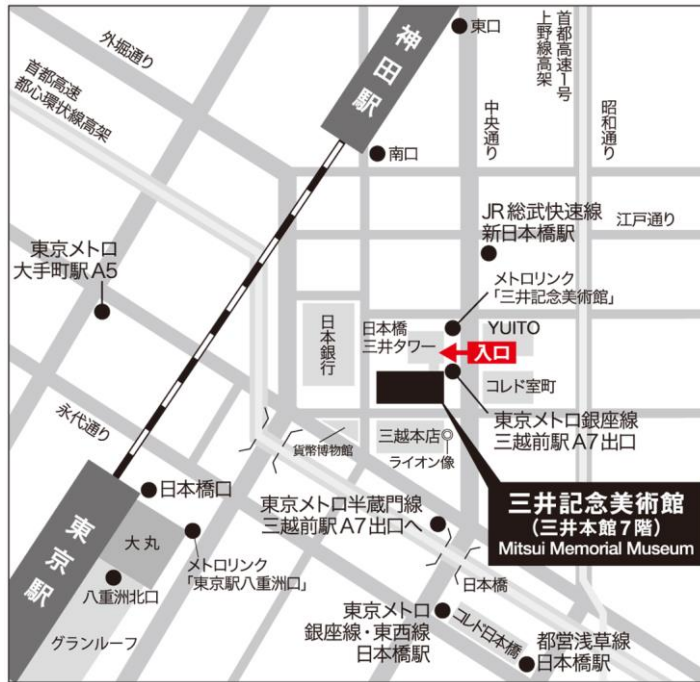 神田駅
東口
南口
外堀通り
首都高速
都心環状線高架
中央通り
首都高速1号
上野線高架
昭和通り
江戸通り
JR総武快速線
新日本橋駅
東京メトロ
大手町駅A5
メトロリンク
「三井記念美術館」
日本銀行
日本橋
三井タワー
YUITO
入口
コレド室町
東京メトロ銀座線
三越前駅A7出口
永代通り
貨幣博物館
三越本店
ライオン像
三井記念美術館
(三井本館7階)
Mitsui Memorial Museum
日本橋口
東京駅
大丸
メトロリンク
「東京駅八重洲口」
八重洲北口
グランルーフ
東京メトロ半蔵門線
三越前駅A7出口へ
日本橋
東京メトロ
銀座線・東西線
日本橋駅
コレド日本橋
都営浅草線
日本橋駅